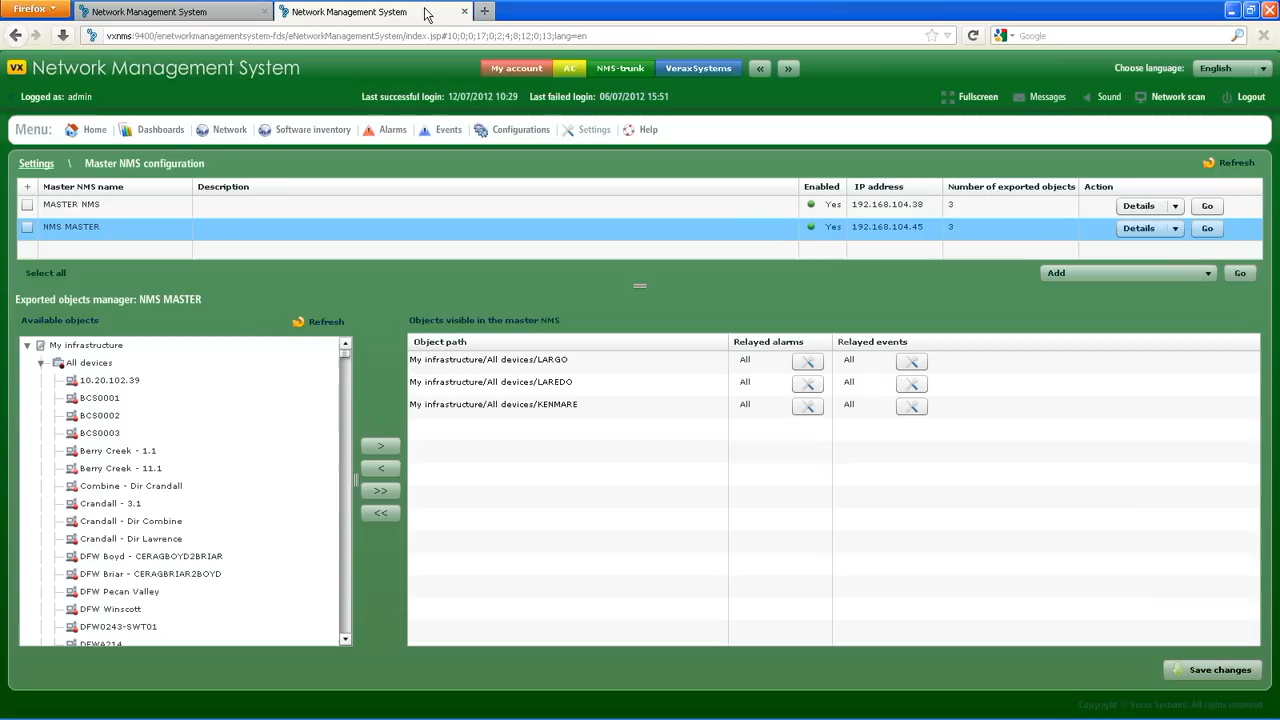 Firefox
Network Management System
Network Management System
vxnms:9400/enetworkmanagementsystem-fds/eNetworkManagementSystem/index.jsp#10;0;0;17;0;2;4;8;12;0;13;lang=en
Google
VX Network Management System
My account
AC
NMS-trunk
VeraxSystems
«
»
Choose language:
English
Logged as: admin
Last successful login: 12/07/2012 10:29
Last failed login: 06/07/2012 15:51
Fullscreen
Messages
Sound
Network scan
Logout
Menu:
Home
Dashboards
Network
Software inventory
Alarms
Events
Configurations
Settings
Help
Settings \ Master NMS configuration
Refresh
+ Master NMS name Description Enabled IP address Number of exported objects Action
MASTER NMS Yes 192.168.104.38 3 Details Go
NMS MASTER Yes 192.168.104.45 3 Details Go
Select all
Add
Go
Exported objects manager: NMS MASTER
Available objects
Refresh
My infrastructure
All devices
10.20.102.39
BCS0001
BCS0002
BCS0003
Berry Creek - 1.1
Berry Creek - 11.1
Combine - Dir Crandall
Crandall - 3.1
Crandall - Dir Combine
Crandall - Dir Lawrence
DFW Boyd - CERAGBOYD2BRIAR
DFW Briar - CERAGBRIAR2BOYD
DFW Pecan Valley
DFW Winscott
DFW0243-SWT01
DFWA214
>
<
>>
<<
Objects visible in the master NMS
Object path Relayed alarms Relayed events
My infrastructure/All devices/LARGO All All
My infrastructure/All devices/LAREDO All All
My infrastructure/All devices/KENMARE All All
Save changes
Copyright © Verax Systems. All rights reserved